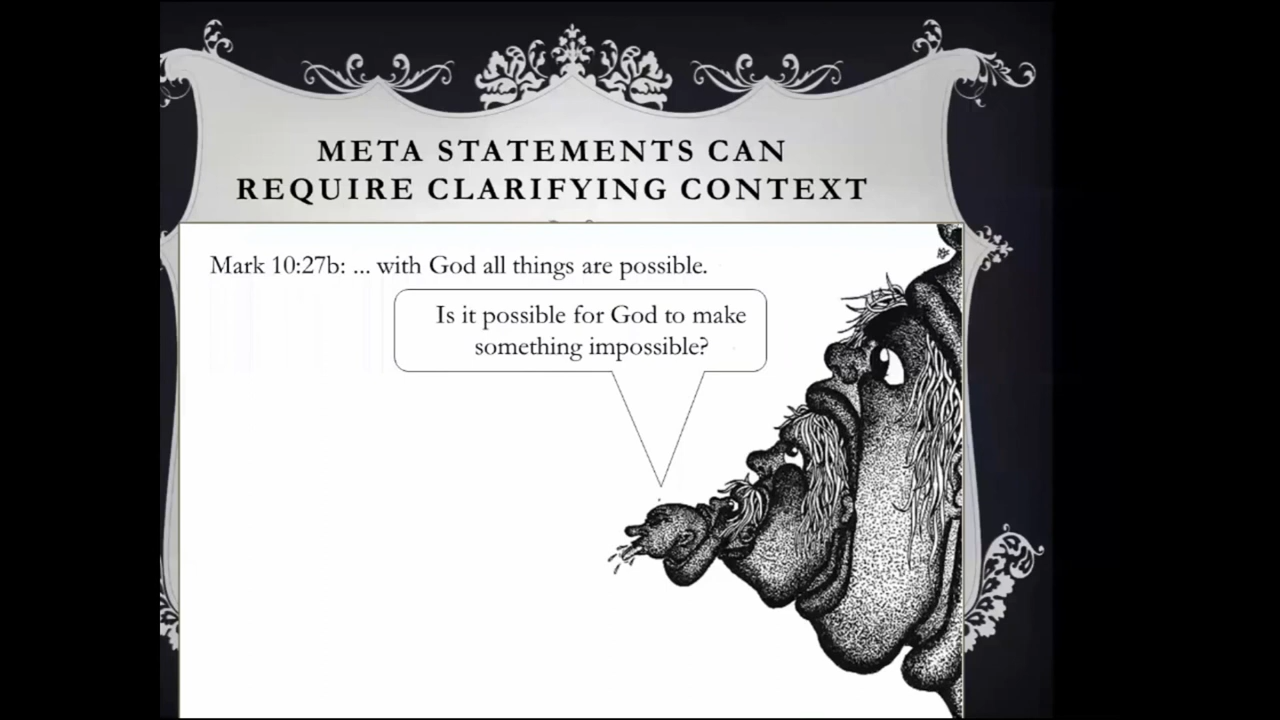 META STATEMENTS CAN
REQUIRE CLARIFYING CONTEXT
Mark 10:27b: ... with God all things are possible.
Is it possible for God to make
something impossible?